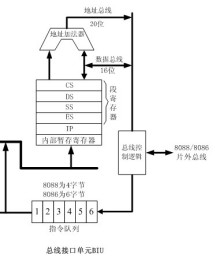 地址总线
20位
地址加法器
数据总线
16位
CS
DS
SS
ES
IP
内部暂存寄存器
段寄存器
总线控制逻辑
8088/8086
片外总线
8088为4字节
8086为6字节
1 2 3 4 5 6
指令队列
总线接口单元BIU